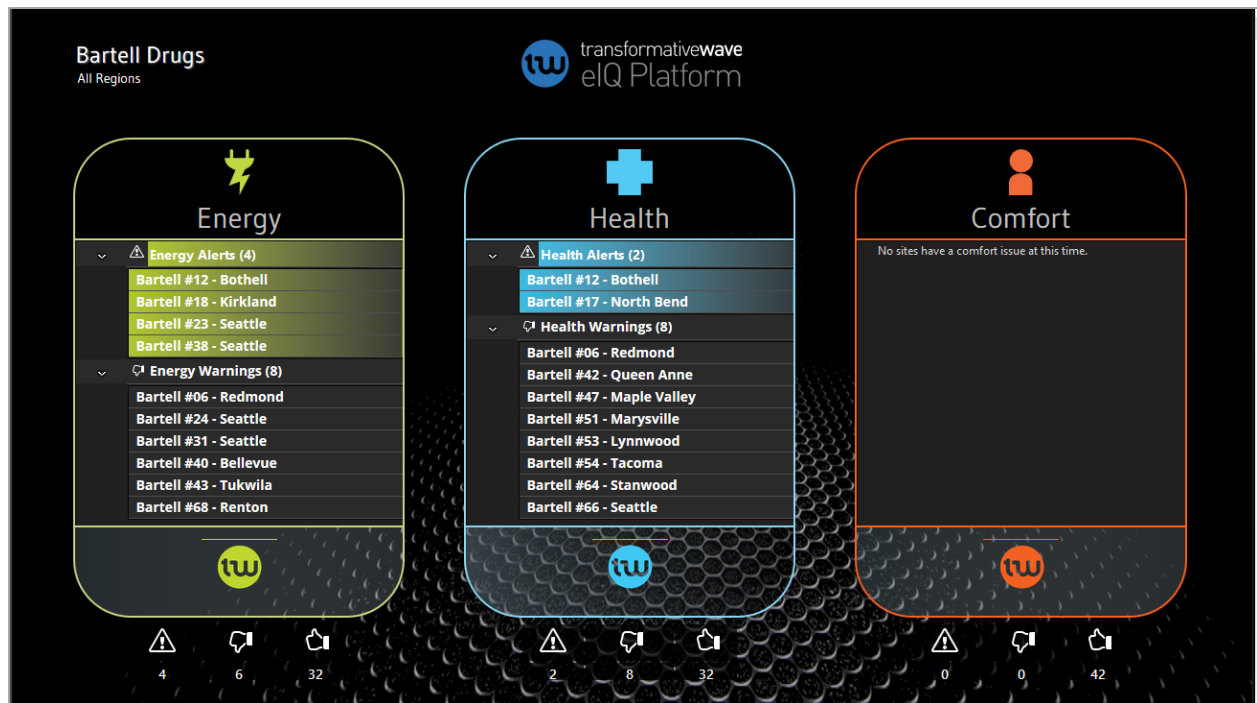 Bartell Drugs
All Regions
tw transformativewave
eIQ Platform
Energy
Energy Alerts (4)
Bartell #12 - Bothell
Bartell #18 - Kirkland
Bartell #23 - Seattle
Bartell #38 - Seattle
Energy Warnings (8)
Bartell #06 - Redmond
Bartell #24 - Seattle
Bartell #31 - Seattle
Bartell #40 - Bellevue
Bartell #43 - Tukwila
Bartell #68 - Renton
tw
4 6 32
Health
Health Alerts (2)
Bartell #12 - Bothell
Bartell #17 - North Bend
Health Warnings (8)
Bartell #06 - Redmond
Bartell #42 - Queen Anne
Bartell #47 - Maple Valley
Bartell #51 - Marysville
Bartell #53 - Lynnwood
Bartell #54 - Tacoma
Bartell #64 - Stanwood
Bartell #66 - Seattle
tw
2 8 32
Comfort
No sites have a comfort issue at this time.
tw
0 0 42